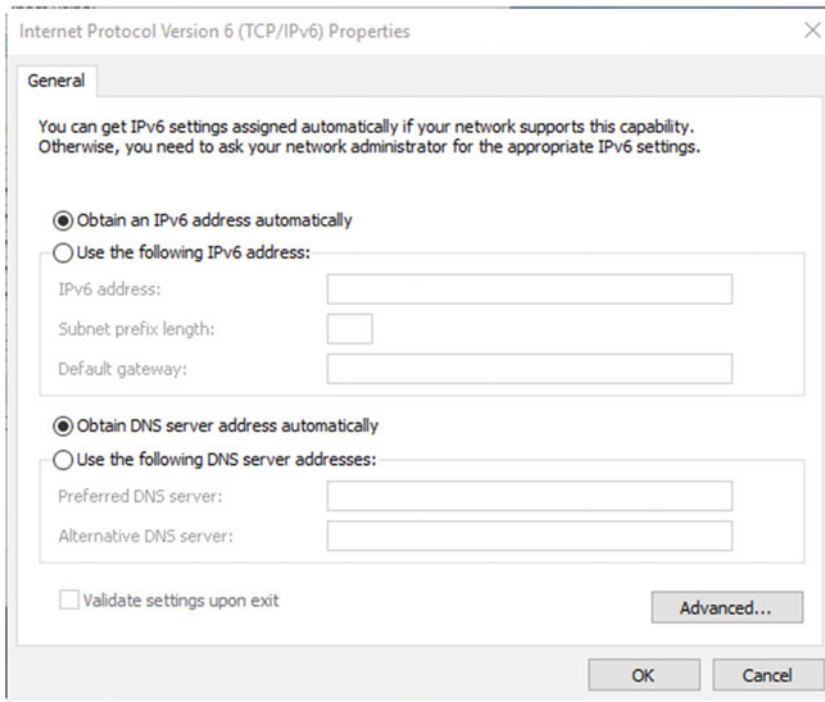 Internet Protocol Version 6 (TCP/IPv6) Properties
General
You can get IPv6 settings assigned automatically if your network supports this capability.
Otherwise, you need to ask your network administrator for the appropriate IPv6 settings.
Obtain an IPv6 address automatically
Use the following IPv6 address:
IPv6 address:
Subnet prefix length:
Default gateway:
Obtain DNS server address automatically
Use the following DNS server addresses:
Preferred DNS server:
Alternative DNS server:
Validate settings upon exit
Advanced...
OK Cancel